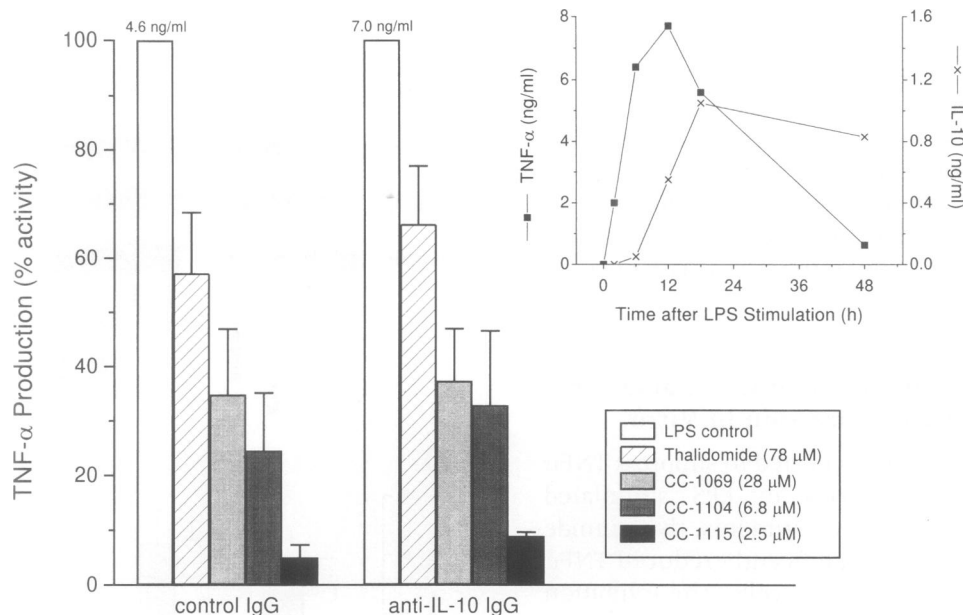 4.6 ng/ml
7.0 ng/ml
100
80
60
40
20
0
TNF-α Production (% activity)
control IgG
anti-IL-10 IgG
8
6
4
2
0
TNF-α (ng/ml)
1.6
1.2
0.8
0.4
0.0
IL-10 (ng/ml)
0 12 24 36 48
Time after LPS Stimulation (h)
LPS control
Thalidomide (78 μM)
CC-1069 (28 μM)
CC-1104 (6.8 μM)
CC-1115 (2.5 μM)